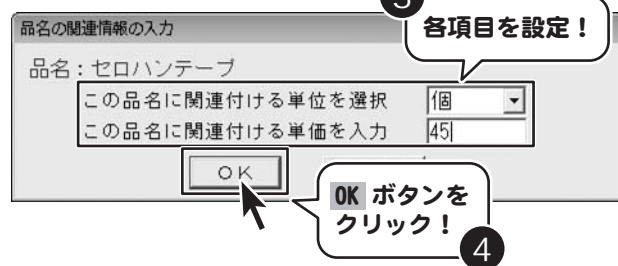 3
各項目を設定！
品名の関連情報の入力
品名：セロハンテープ
この品名に関連付ける単位を選択 個
この品名に関連付ける単価を入力 45
ＯＫ
OK ボタンを
クリック！
4